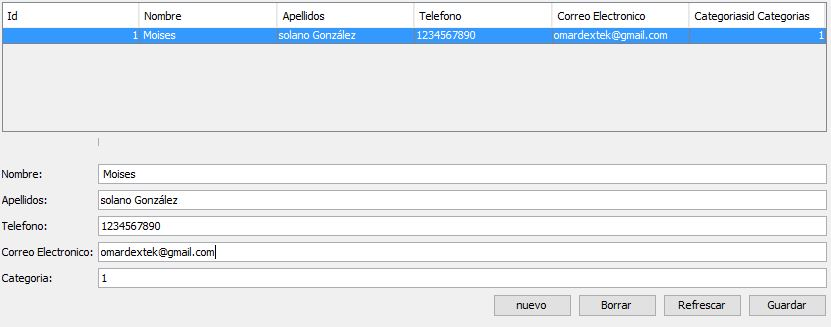 Id Nombre Apellidos Telefono Correo Electronico Categoriasid Categorias
1 Moises solano González 1234567890 omardextek@gmail.com 1
Nombre: Moises
Apellidos: solano González
Telefono: 1234567890
Correo Electronico: omardextek@gmail.com
Categoria: 1
nuevo Borrar Refrescar Guardar